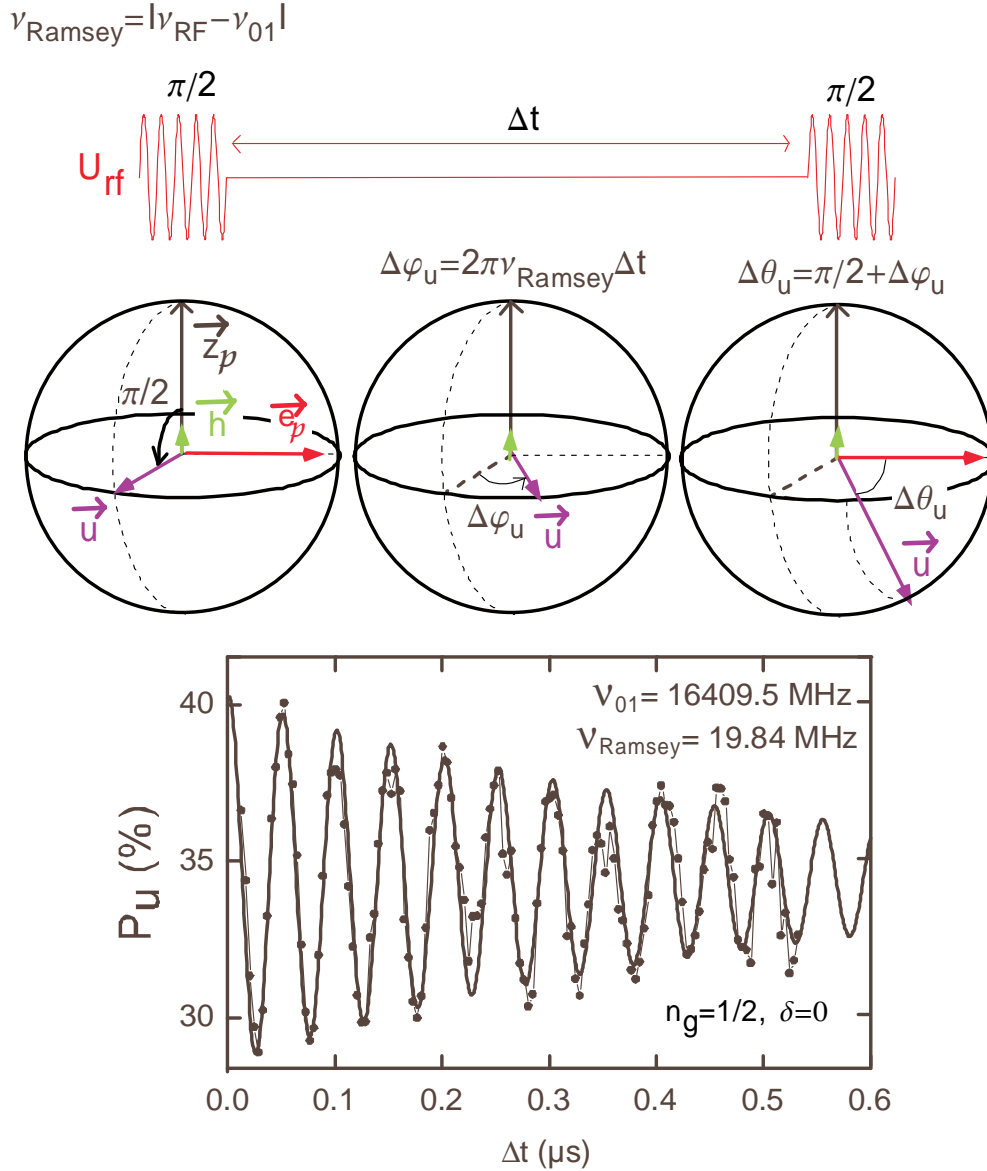 ν_Ramsey=|ν_RF−ν_01|
π/2
π/2
Δt
U_rf
Δφ_u=2πν_Ramsey Δt
Δθ_u=π/2+Δφ_u
z_p
π/2
h
e_p
u
Δφ_u
u
Δθ_u
u
ν_01= 16409.5 MHz
ν_Ramsey= 19.84 MHz
40
35
30
P_u (%)
n_g=1/2, δ=0
0.0 0.1 0.2 0.3 0.4 0.5 0.6
Δt (μs)